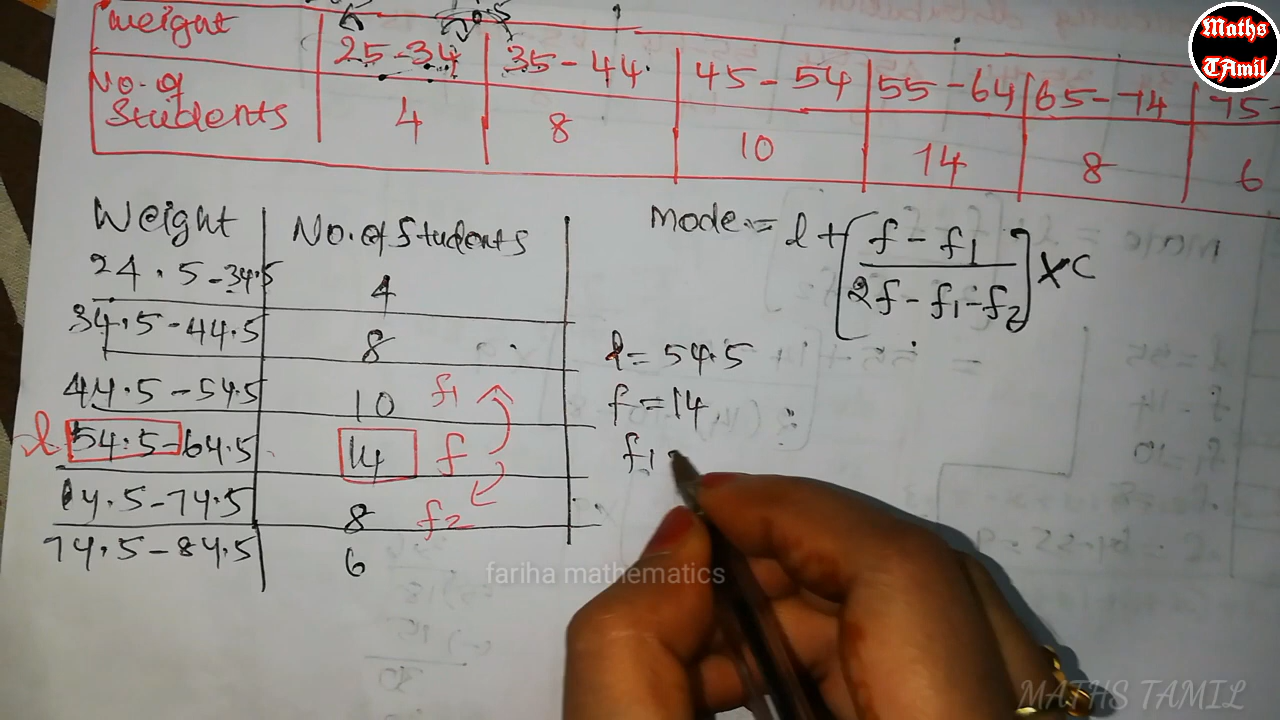 Maths
TAmil
Weight 25-34 35-44 45-54 55-64 65-74 75-
No. of Students 4 8 10 14 8 6
Weight No. of Students
24.5-34.5 4
34.5-44.5 8
44.5-54.5 10 f1
l 54.5-64.5 14 f
64.5-74.5 8 f2
74.5-84.5 6
mode = l + [f - f1 / 2f - f1 - f2] × c
l = 54.5
f = 14
f1
fariha mathematics
MATHS TAMIL